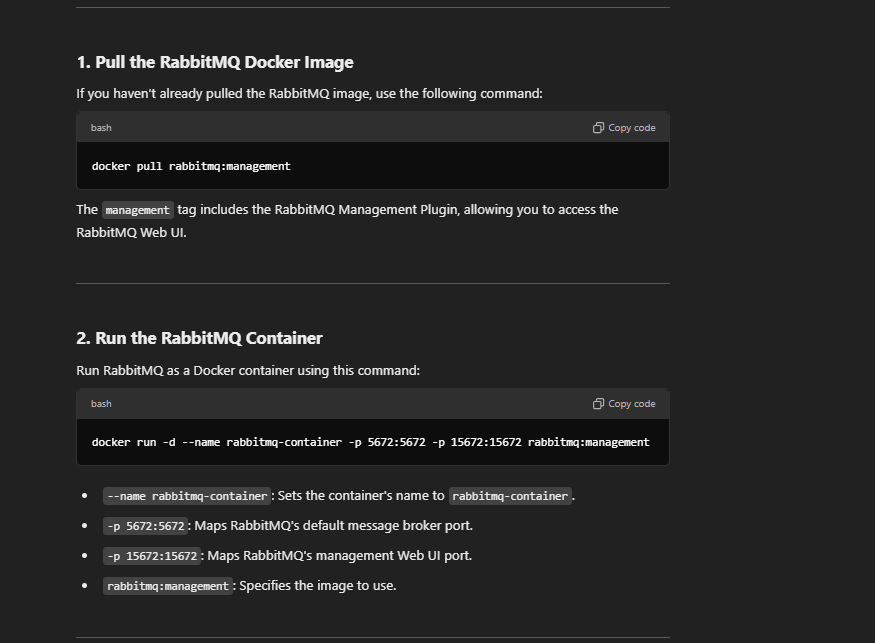 1. Pull the RabbitMQ Docker Image
If you haven't already pulled the RabbitMQ image, use the following command:
bash
Copy code
docker pull rabbitmq:management
The management tag includes the RabbitMQ Management Plugin, allowing you to access the
RabbitMQ Web UI.
2. Run the RabbitMQ Container
Run RabbitMQ as a Docker container using this command:
bash
Copy code
docker run -d --name rabbitmq-container -p 5672:5672 -p 15672:15672 rabbitmq:management
• --name rabbitmq-container: Sets the container's name to rabbitmq-container.
• -p 5672:5672: Maps RabbitMQ's default message broker port.
• -p 15672:15672: Maps RabbitMQ's management Web UI port.
• rabbitmq:management: Specifies the image to use.